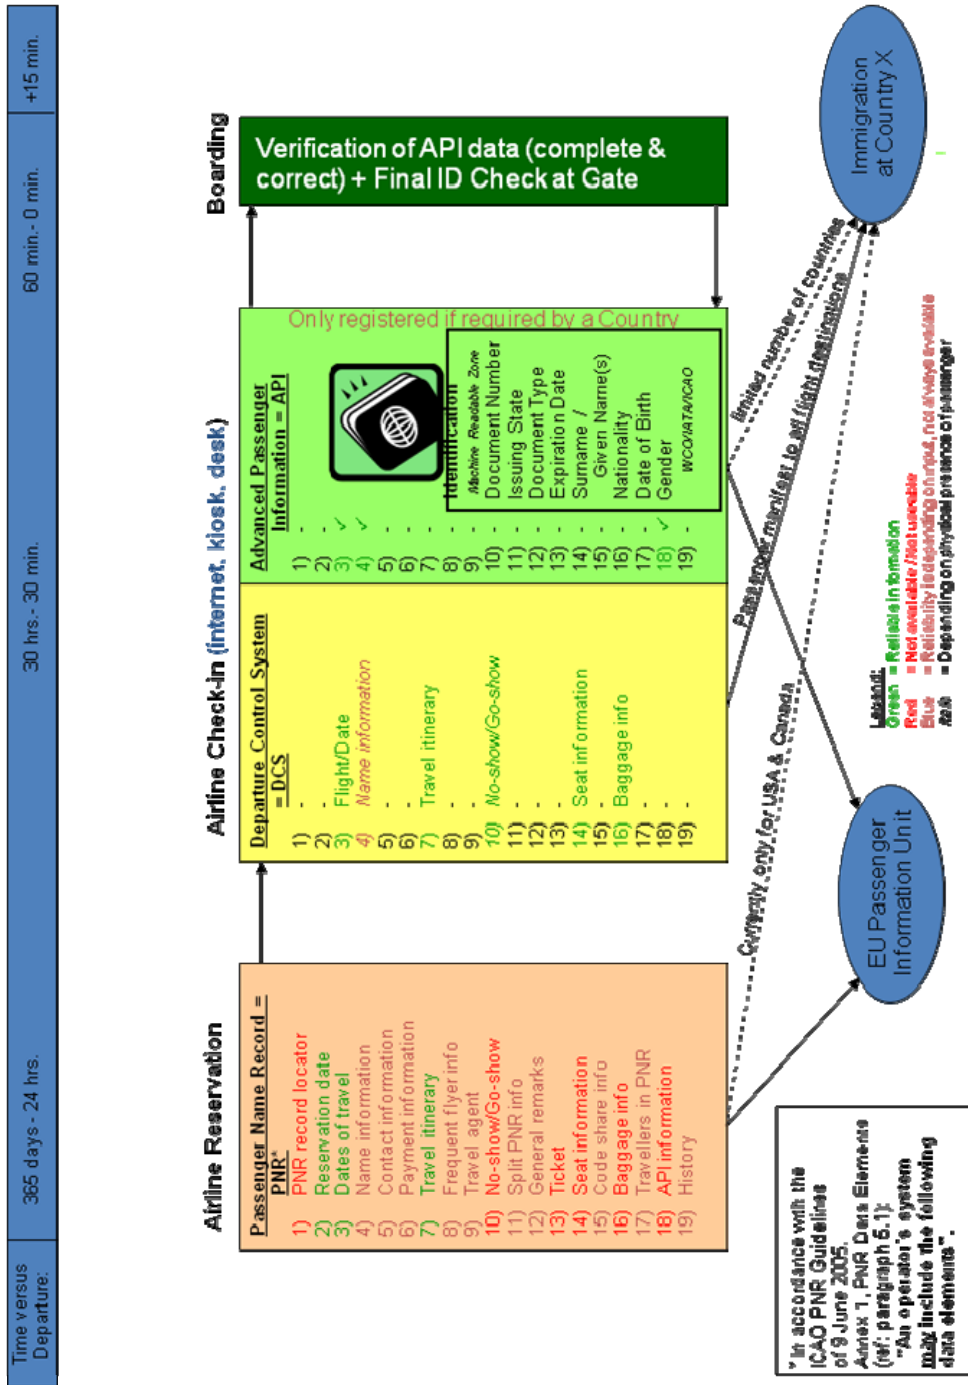 Time versus
Departure:
365 days - 24 hrs.
30 hrs.- 30 min.
60 min.- 0 min.
+15 min.
Airline Reservation
Passenger Name Record =
PNR*
1) PNR record locator
2) Reservation date
3) Dates of travel
4) Name information
5) Contact information
6) Payment information
7) Travel itinerary
8) Frequent flyer info
9) Travel agent
10) No-show/Go-show
11) Split PNR info
12) General remarks
13) Ticket
14) Seat information
15) Code share info
16) Baggage info
17) Travellers in PNR
18) API information
19) History
Airline Check-in (internet, kiosk, desk)
Departure Control System
= DCS
1) -
2) -
3) Flight/Date
4) Name information
5) -
6) -
7) Travel itinerary
8) -
9) -
10) No-show/Go-show
11) -
12) -
13) -
14) Seat information
15) -
16) Baggage info
17) -
18) -
19) -
Advanced Passenger
Information = API
1) -
2) -
3) ✓
4) ✓
5) -
6) -
7) -
8) -
9) -
10) -
11) -
12) -
13) -
14) -
15) -
16) -
17) -
18) ✓
19) -
Identification
Machine Readable Zone
Document Number
Issuing State
Document Type
Expiration Date
Surname /
Given Name(s)
Nationality
Date of Birth
Gender
WCO/IATA/ICAO
Only registered if required by a Country
Boarding
Verification of API data (complete &
correct) + Final ID Check at Gate
Currently only for USA & Canada
Passenger manifest to all flight destinations
limited number of countries
EU Passenger
Information Unit
Immigration
at Country X
* In accordance with the
ICAO PNR Guidelines
of 9 June 2005.
Annex 1, PNR Data Elements
(ref: paragraph 5.1):
"An operator's system
may include the following
data elements".
Legend:
Green = Reliable information
Red = Not available / Not useable
Blue = Reliability is depending on input, not always available
= Depending on physical presence of passenger